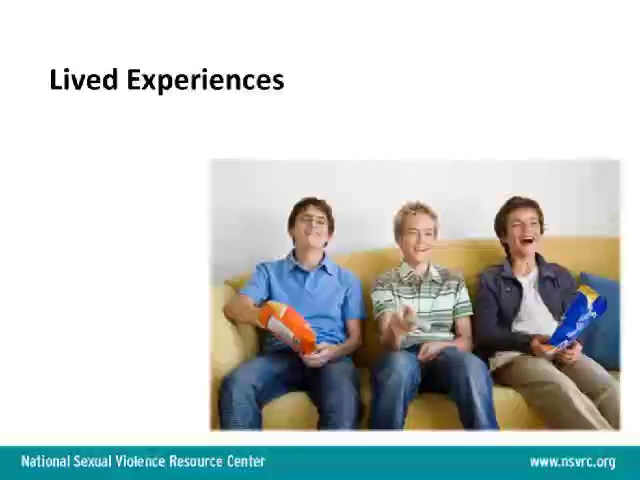 Lived Experiences
National Sexual Violence Resource Center
www.nsvrc.org